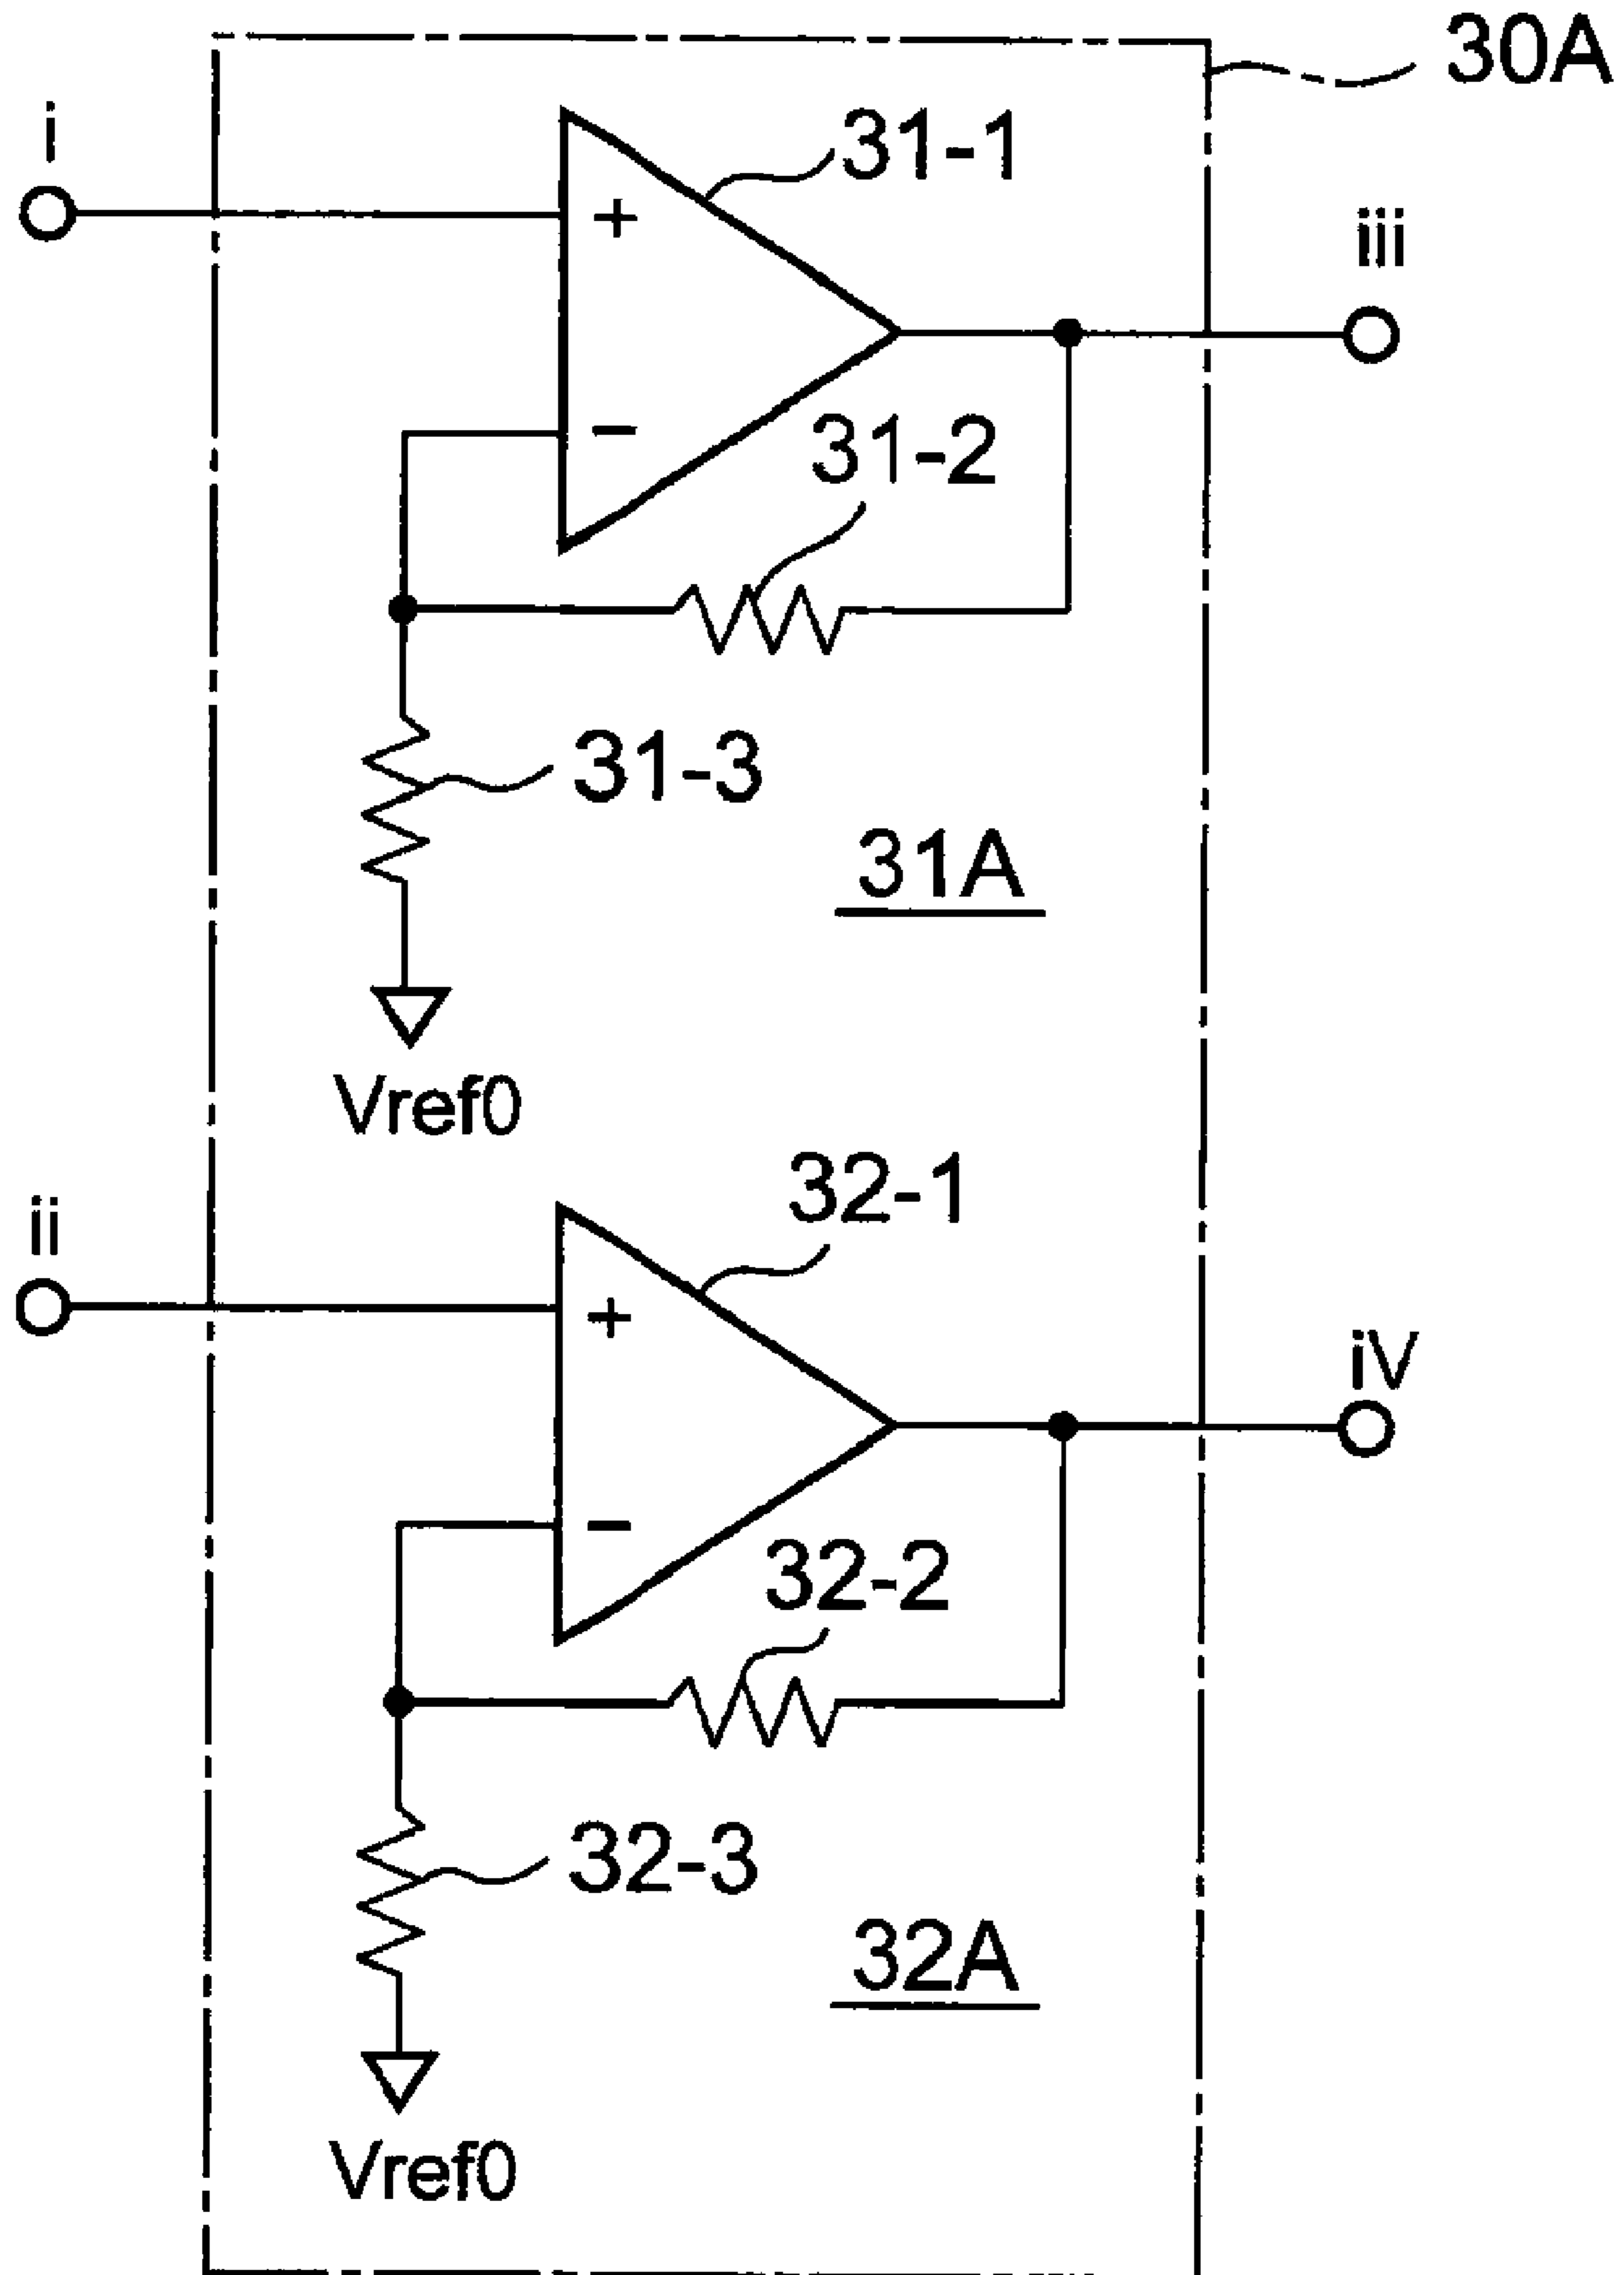 30A
i
31-1
+
iii
−
31-2
31-3
31A
Vref0
32-1
ii
+
iV
−
32-2
32-3
32A
Vref0